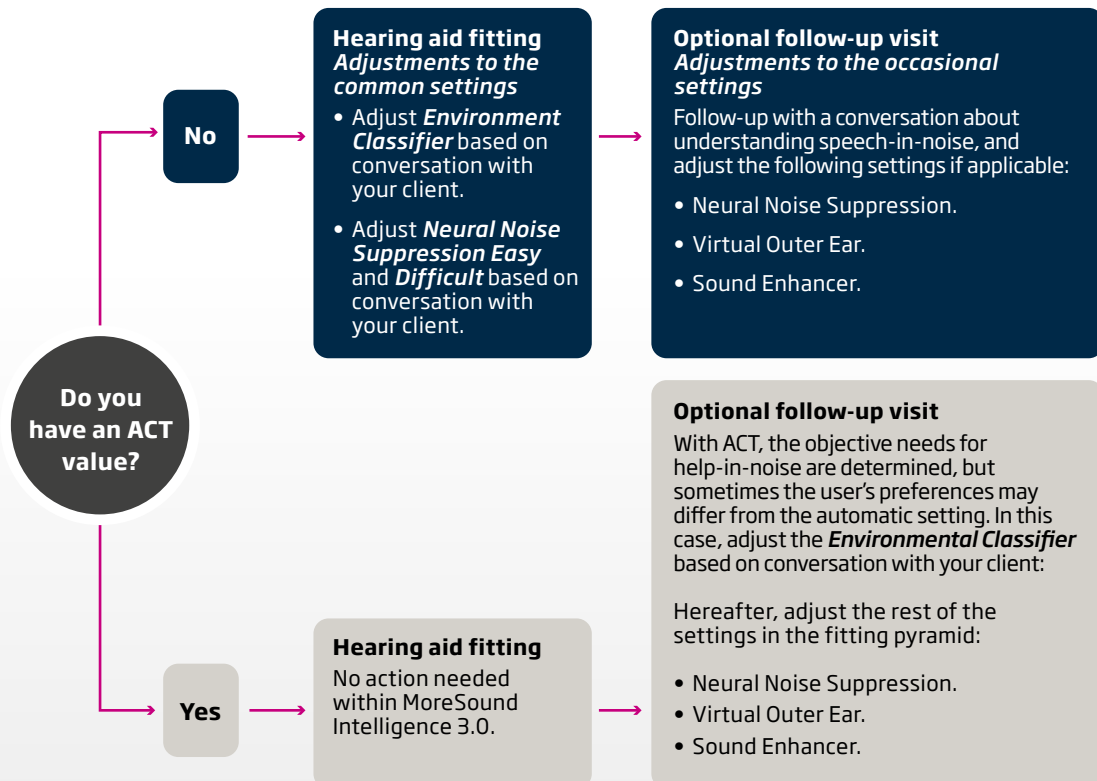 Do you
have an ACT
value?
No
Hearing aid fitting
Adjustments to the
common settings
• Adjust Environment
Classifier based on
conversation with
your client.
• Adjust Neural Noise
Suppression Easy
and Difficult based on
conversation with
your client.
Optional follow-up visit
Adjustments to the occasional
settings
Follow-up with a conversation about
understanding speech-in-noise, and
adjust the following settings if applicable:
• Neural Noise Suppression.
• Virtual Outer Ear.
• Sound Enhancer.
Yes
Hearing aid fitting
No action needed
within MoreSound
Intelligence 3.0.
Optional follow-up visit
With ACT, the objective needs for
help-in-noise are determined, but
sometimes the user's preferences may
differ from the automatic setting. In this
case, adjust the Environmental Classifier
based on conversation with your client:
Hereafter, adjust the rest of the
settings in the fitting pyramid:
• Neural Noise Suppression.
• Virtual Outer Ear.
• Sound Enhancer.